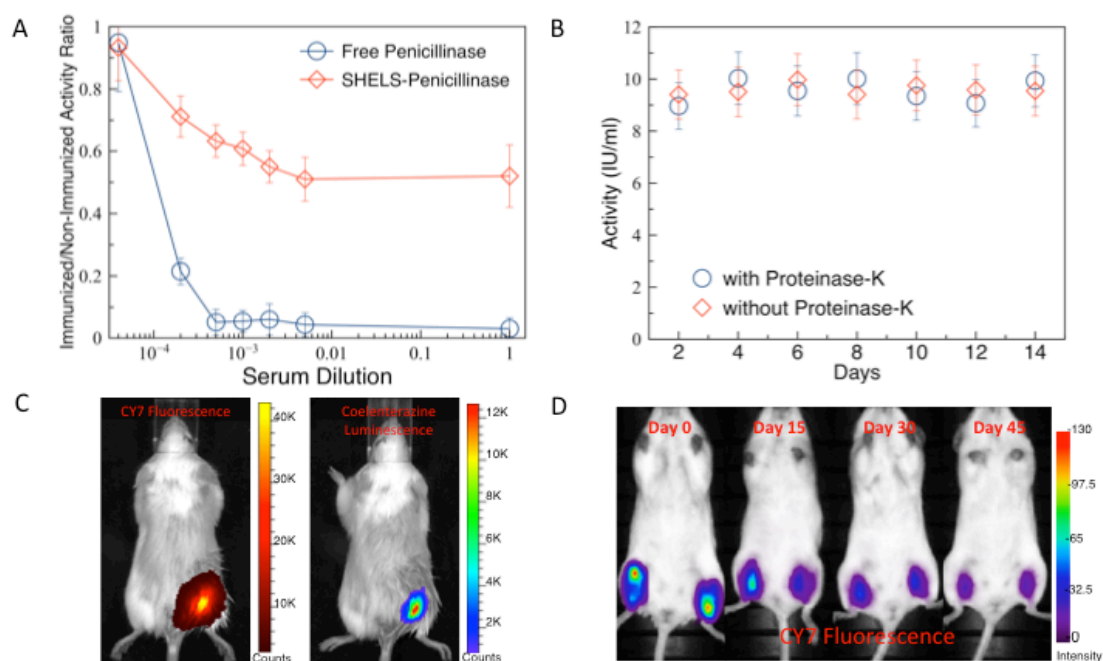 A
Immunized/Non-Immunized Activity Ratio
1
0.8
0.6
0.4
0.2
0
Free Penicillinase
SHELS-Penicillinase
10⁻⁴
10⁻³
0.01
0.1
1
Serum Dilution
B
Activity (IU/ml)
12
10
8
6
4
2
0
with Proteinase-K
without Proteinase-K
2
4
6
8
10
12
14
Days
C
CY7 Fluorescence
40K
30K
20K
10K
Counts
Coelenterazine
Luminescence
12K
10K
8K
6K
4K
2K
Counts
D
Day 0
Day 15
Day 30
Day 45
CY7 Fluorescence
130
97.5
65
32.5
0
Intensity